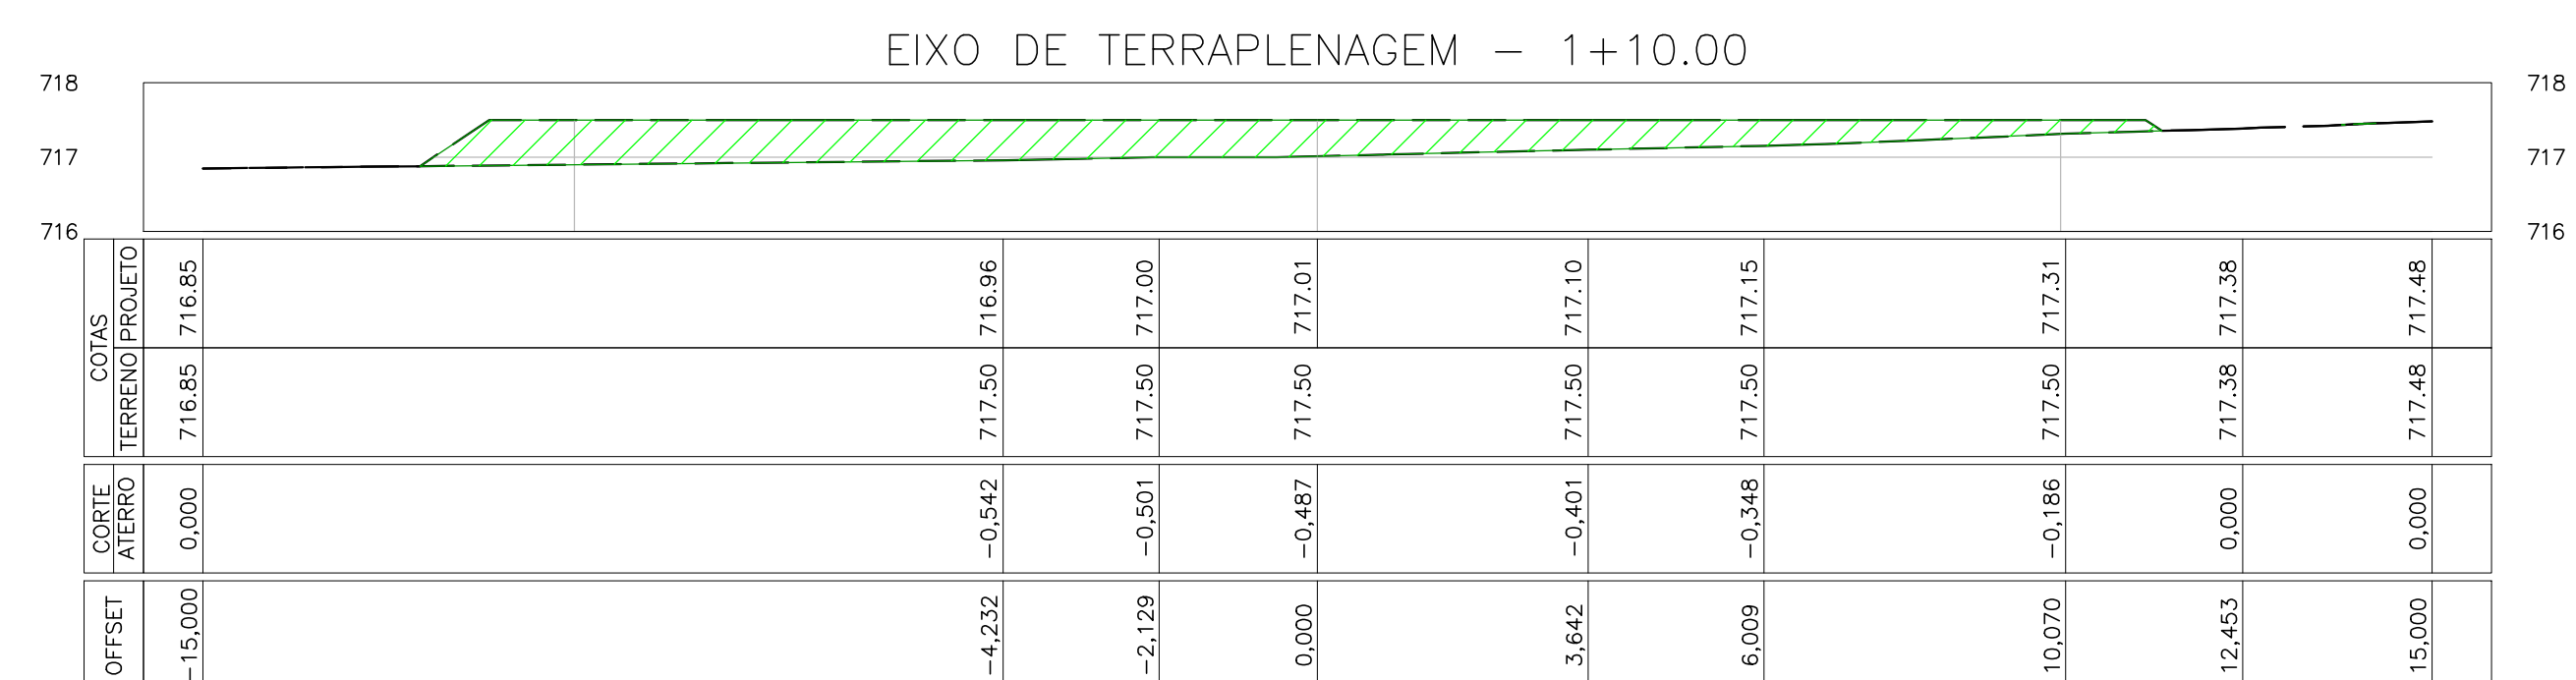 EIXO DE TERRAPLENAGEM - 1+10.00
718 718
717 717
716 716
COTAS
PROJETO 716.85 716.96 717.00 717.01 717.10 717.15 717.31 717.38 717.48
TERRENO 716.85 717.50 717.50 717.50 717.50 717.50 717.50 717.38 717.48
CORTE
ATERRO
0,000 -0,542 -0,501 -0,487 -0,401 -0,348 -0,186 0,000 0,000
OFFSET -15,000 -4,232 -2,129 0,000 3,642 6,009 10,070 12,453 15,000